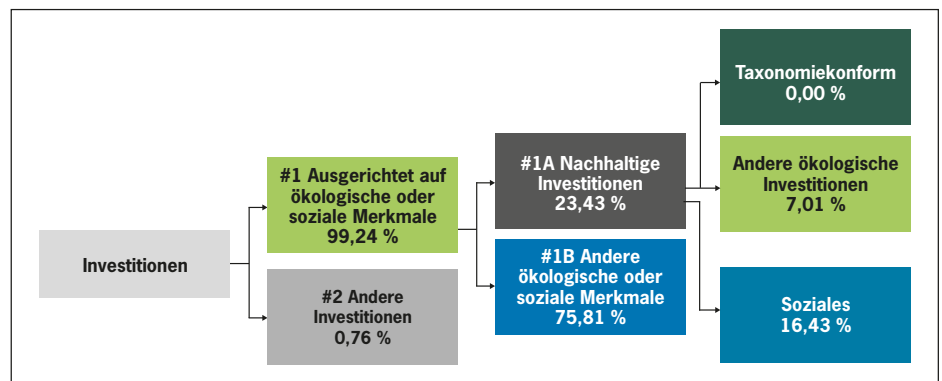 Investitionen
#1 Ausgerichtet auf
ökologische oder
soziale Merkmale
99,24 %
#2 Andere
Investitionen
0,76 %
#1A Nachhaltige
Investitionen
23,43 %
#1B Andere
ökologische oder
soziale Merkmale
75,81 %
Taxonomiekonform
0,00 %
Andere ökologische
Investitionen
7,01 %
Soziales
16,43 %